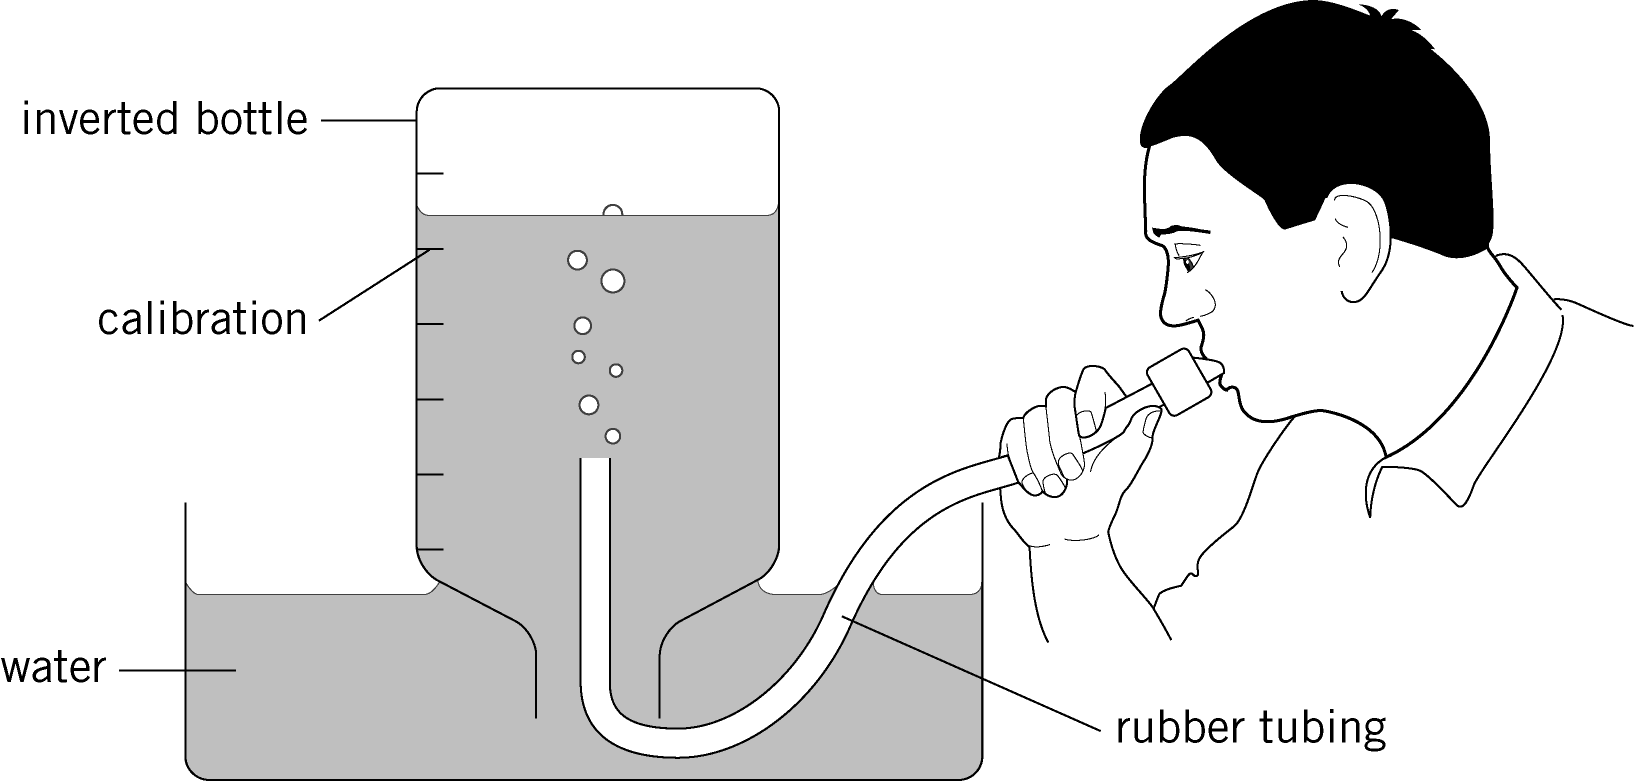 inverted bottle
calibration
water
rubber tubing